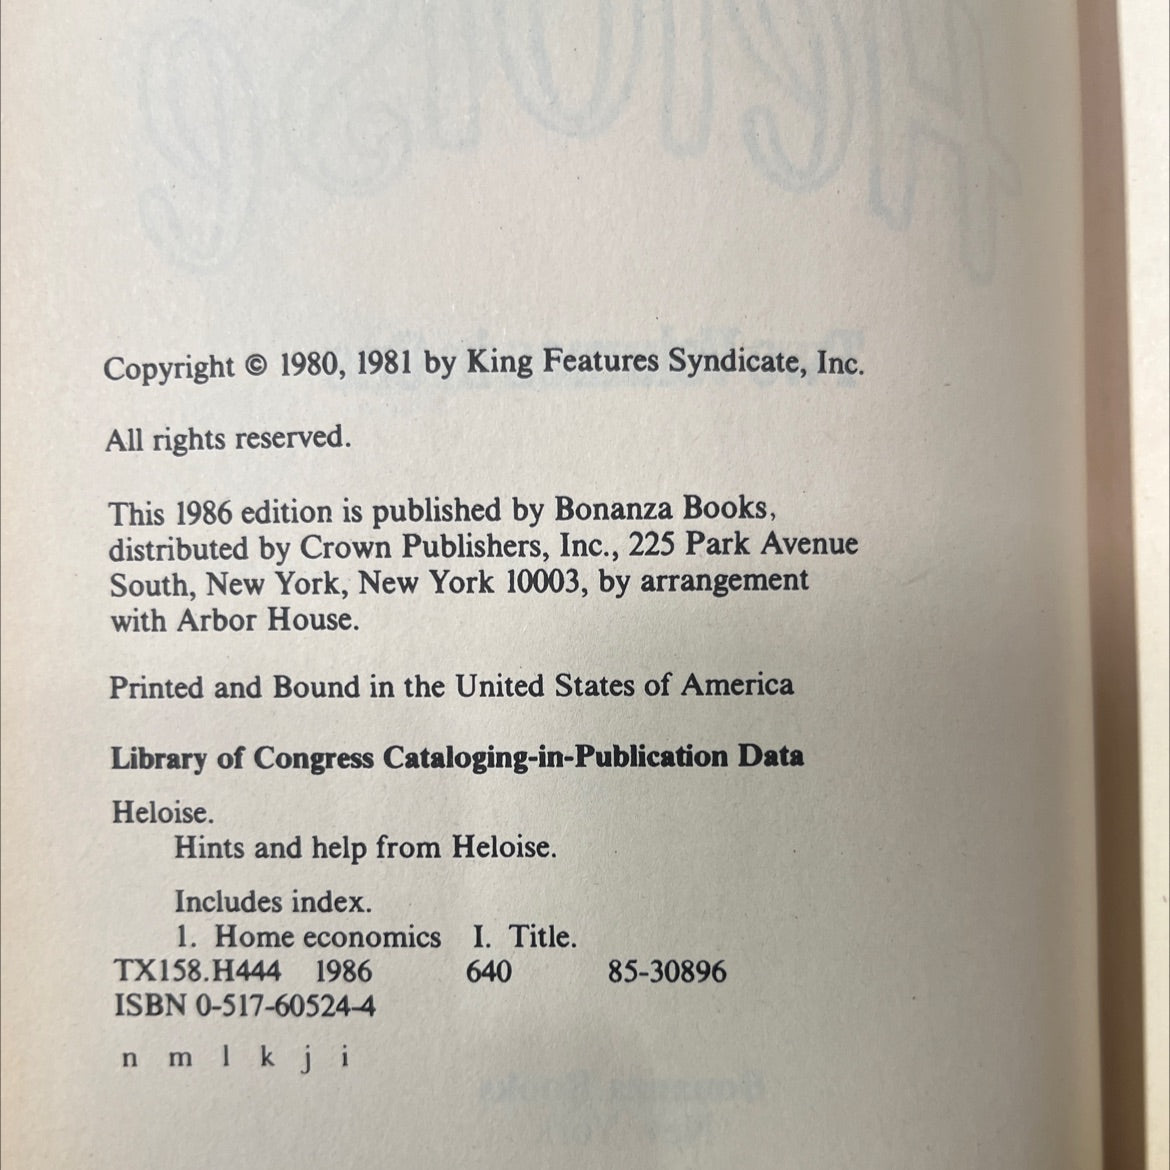 Copyright © 1980, 1981 by King Features Syndicate, Inc.
All rights reserved.
This 1986 edition is published by Bonanza Books,
distributed by Crown Publishers, Inc., 225 Park Avenue
South, New York, New York 10003, by arrangement
with Arbor House.
Printed and Bound in the United States of America
Library of Congress Cataloging-in-Publication Data
Heloise.
Hints and help from Heloise.
Includes index.
1. Home economics I. Title.
TX158.H444 1986 640 85-30896
ISBN 0-517-60524-4
n m l k j i